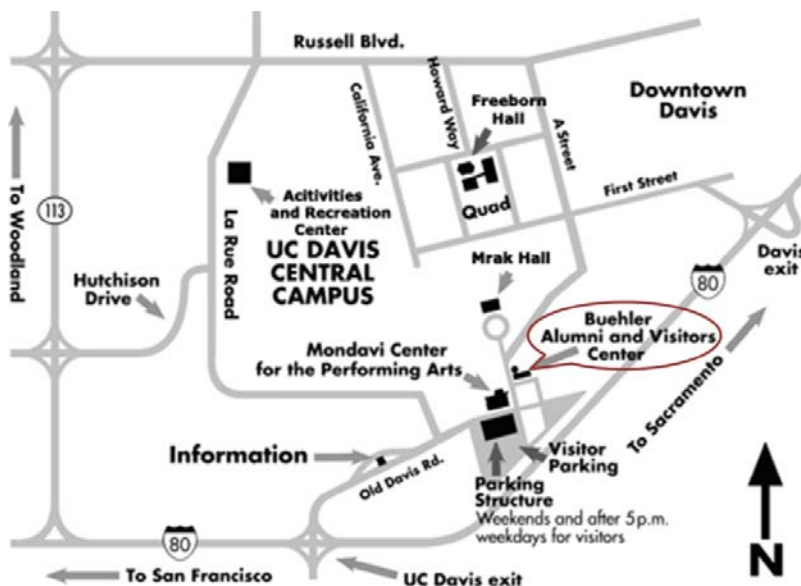 Russell Blvd.
Howard Way
Freeborn
Hall
Downtown
Davis
California Ave.
A Street
To Woodland
113
Acitivities
and Recreation
Center
Quad
First Street
La Rue Road
UC DAVIS
CENTRAL
CAMPUS
Mrak Hall
Davis
exit
80
Hutchison
Drive
Buehler
Alumni and Visitors
Center
Mondavi Center
for the Performing Arts
To Sacramento
Information
Old Davis Rd.
Visitor
Parking
Parking
Structure
Weekends and after 5p.m.
weekdays for visitors
N
80
To San Francisco
UC Davis exit